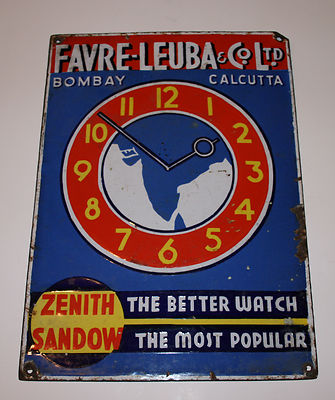 FAVRE-LEUBA & Co LTD
BOMBAY CALCUTTA
12
11 1
10 2
9 3
8 4
7 5
6
ZENITH THE BETTER WATCH
SANDOW THE MOST POPULAR